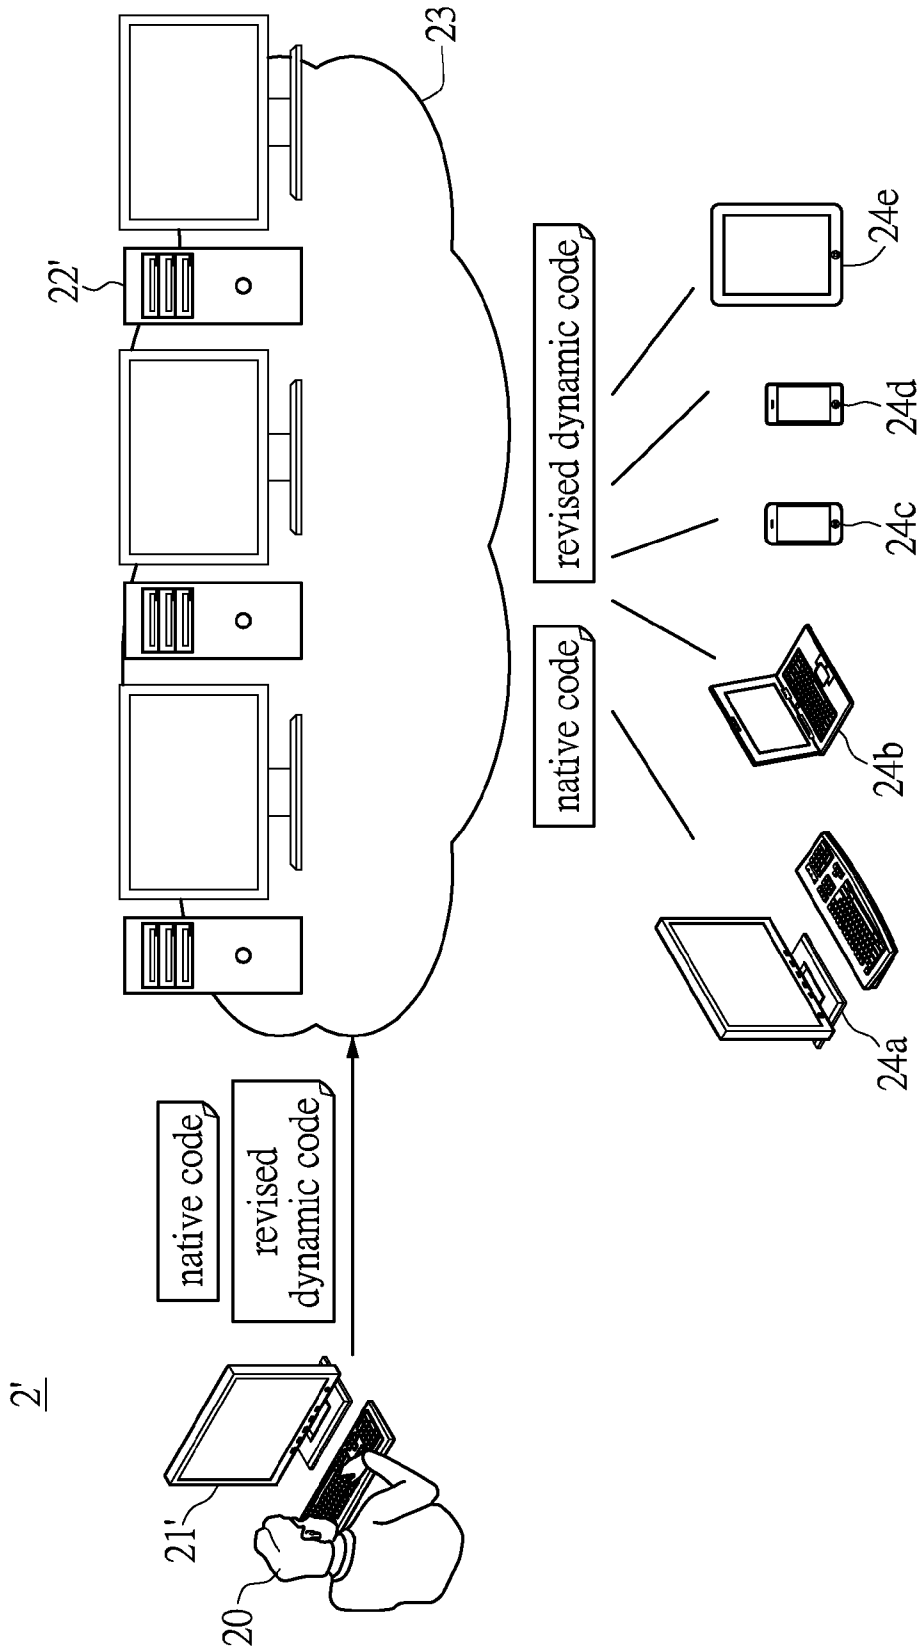 2'
20
21'
native code
revised
dynamic code
22'
23
native code
revised dynamic code
24a
24b
24c
24d
24e